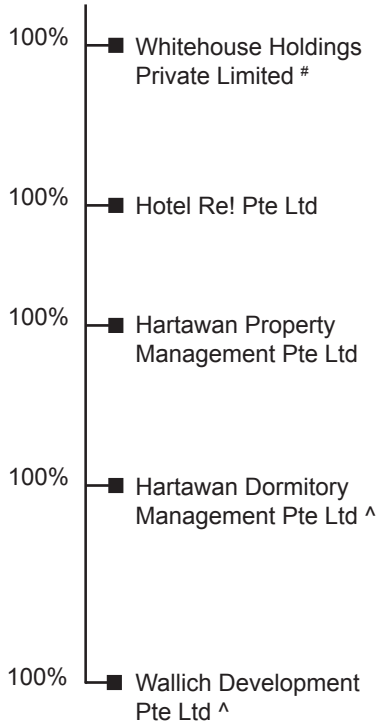 100%
Whitehouse Holdings
Private Limited #
100%
Hotel Re! Pte Ltd
100%
Hartawan Property
Management Pte Ltd
100%
Hartawan Dormitory
Management Pte Ltd ^
100%
Wallich Development
Pte Ltd ^